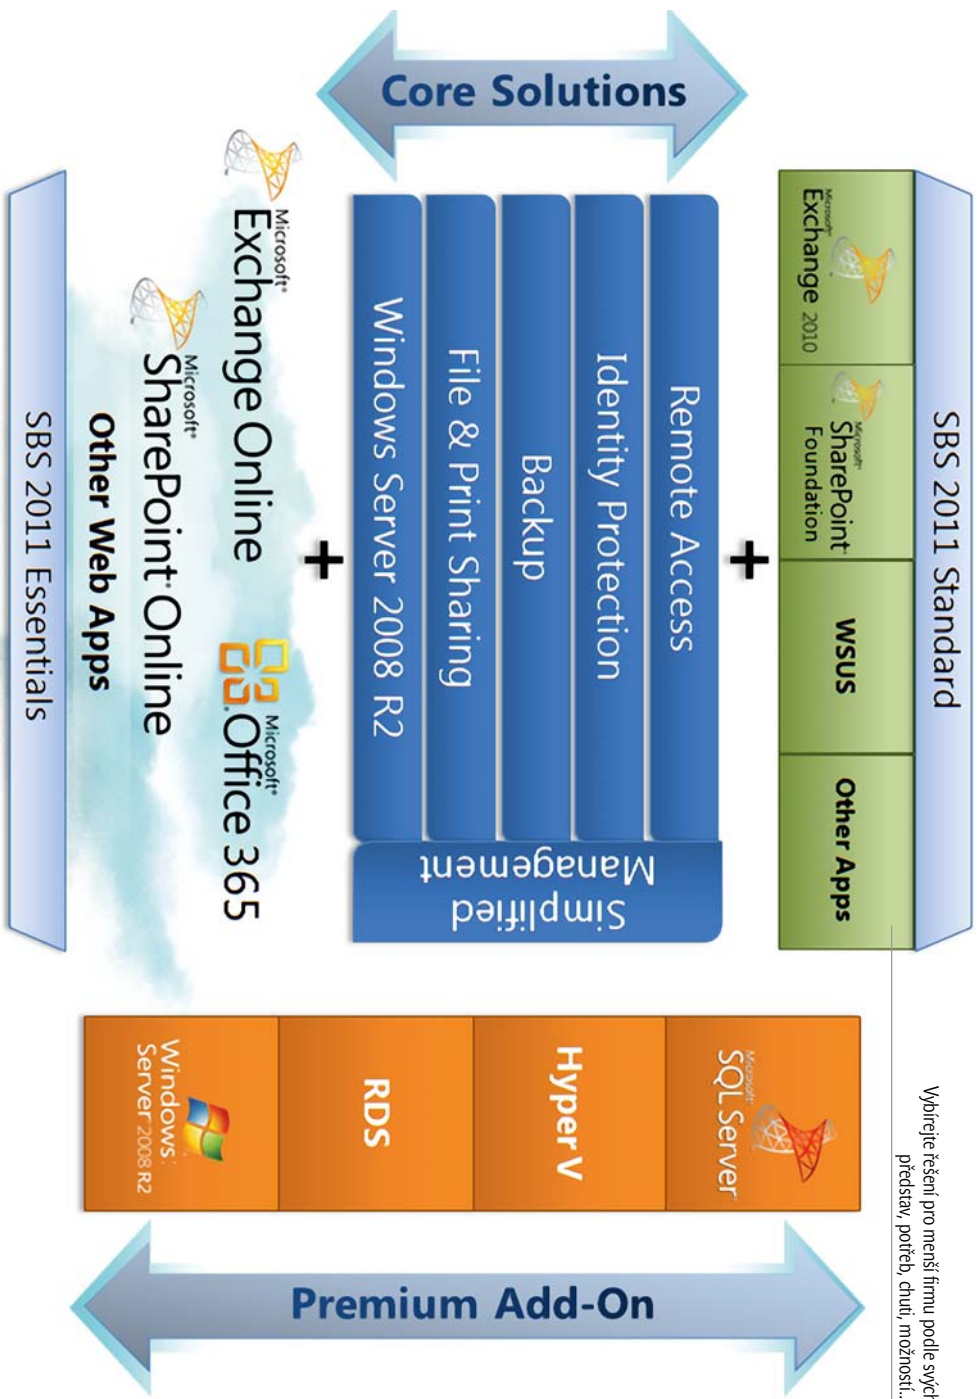 Core Solutions
SBS 2011 Standard
Microsoft®
Exchange 2010
Microsoft®
SharePoint®
Foundation
WSUS
Other Apps
+
Remote Access
Identity Protection
Backup
File & Print Sharing
Windows Server 2008 R2
Simplified
Management
+
Microsoft®
Exchange Online
Microsoft®
Office 365
Microsoft®
SharePoint® Online
Other Web Apps
SBS 2011 Essentials
Microsoft®
SQL Server
Hyper V
RDS
Windows
Server 2008 R2
Premium Add-On
Vybírejte řešení pro menší firmu podle svých
představ, potřeb, chuti, možností..